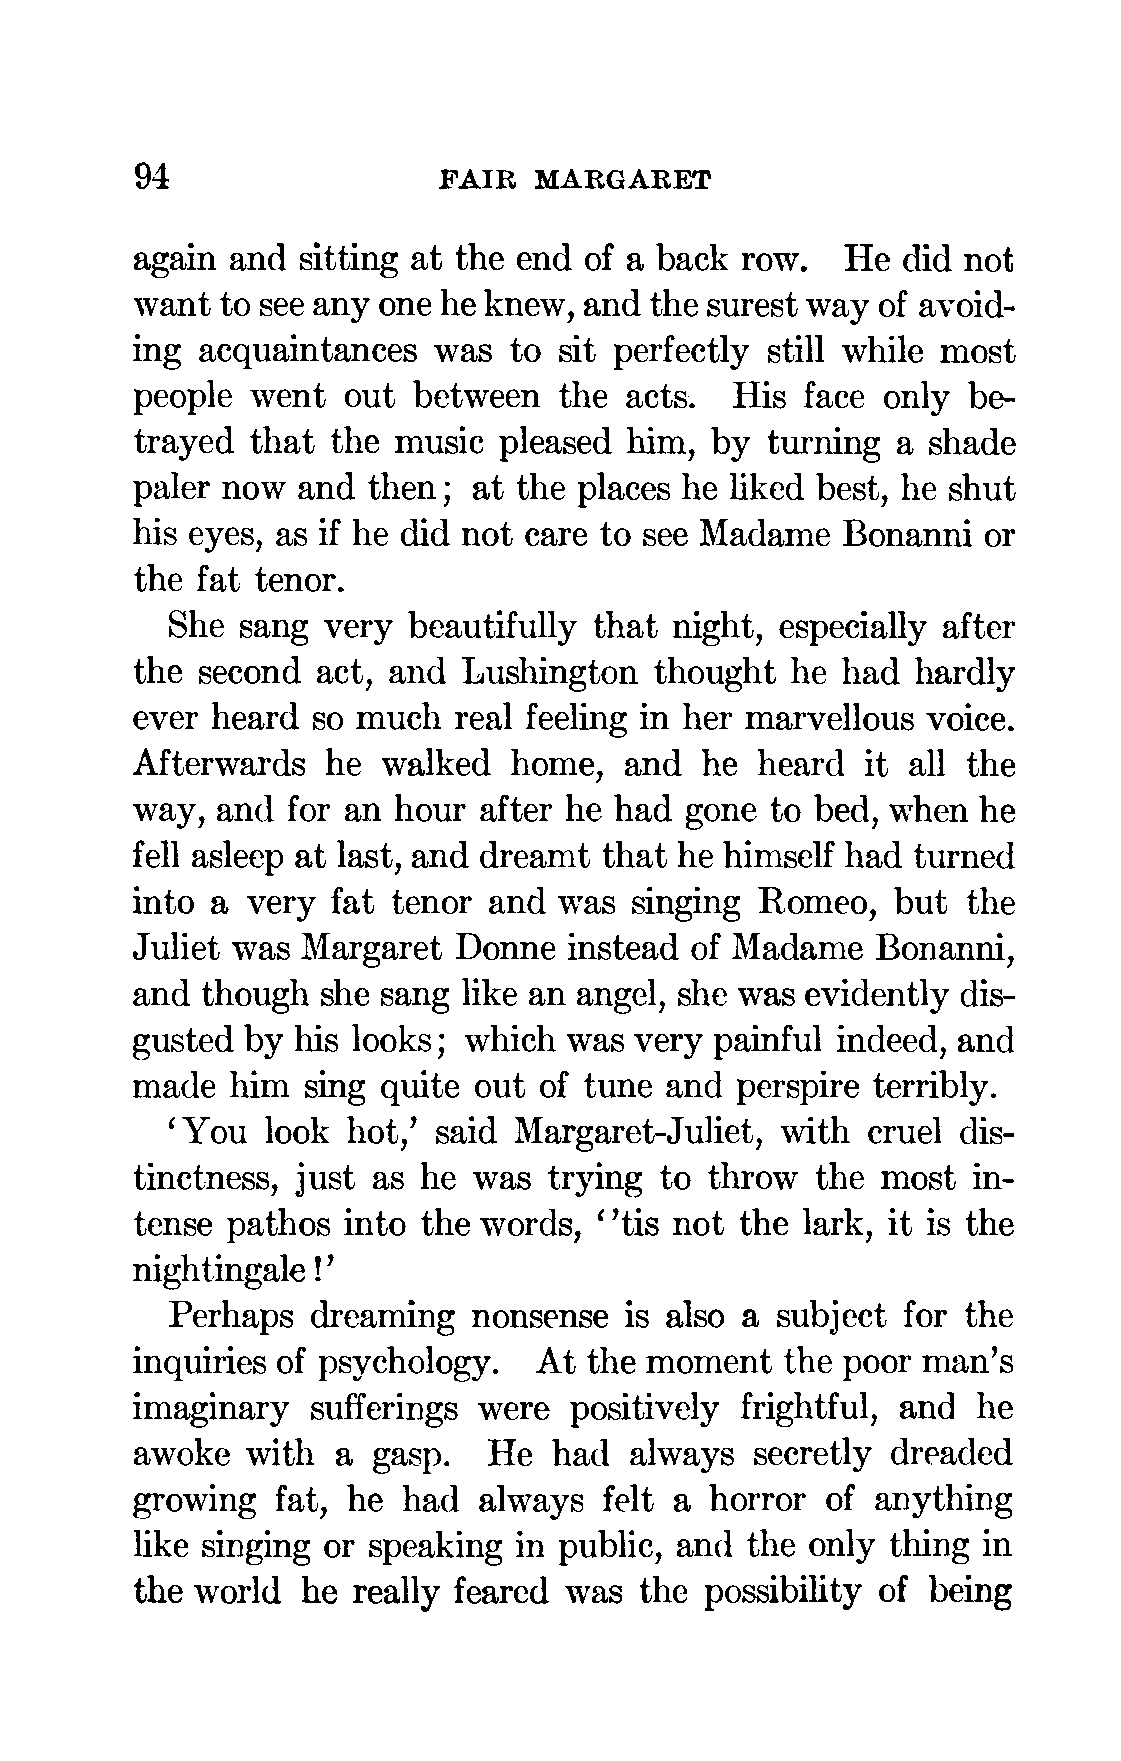 94 FAIR MARGARET
again and sitting at the end of a back row. He did not
want to see any one he knew, and the surest way of avoid-
ing acquaintances was to sit perfectly still while most
people went out between the acts. His face only be-
trayed that the music pleased him, by turning a shade
paler now and then; at the places he liked best, he shut
his eyes, as if he did not care to see Madame Bonanni or
the fat tenor.
She sang very beautifully that night, especially after
the second act, and Lushington thought he had hardly
ever heard so much real feeling in her marvellous voice.
Afterwards he walked home, and he heard it all the
way, and for an hour after he had gone to bed, when he
fell asleep at last, and dreamt that he himself had turned
into a very fat tenor and was singing Romeo, but the
Juliet was Margaret Donne instead of Madame Bonanni,
and though she sang like an angel, she was evidently dis-
gusted by his looks; which was very painful indeed, and
made him sing quite out of tune and perspire terribly.
‘You look hot,’ said Margaret-Juliet, with cruel dis-
tinctness, just as he was trying to throw the most in-
tense pathos into the words, ‘’tis not the lark, it is the
nightingale!’
Perhaps dreaming nonsense is also a subject for the
inquiries of psychology. At the moment the poor man’s
imaginary sufferings were positively frightful, and he
awoke with a gasp. He had always secretly dreaded
growing fat, he had always felt a horror of anything
like singing or speaking in public, and the only thing in
the world he really feared was the possibility of being